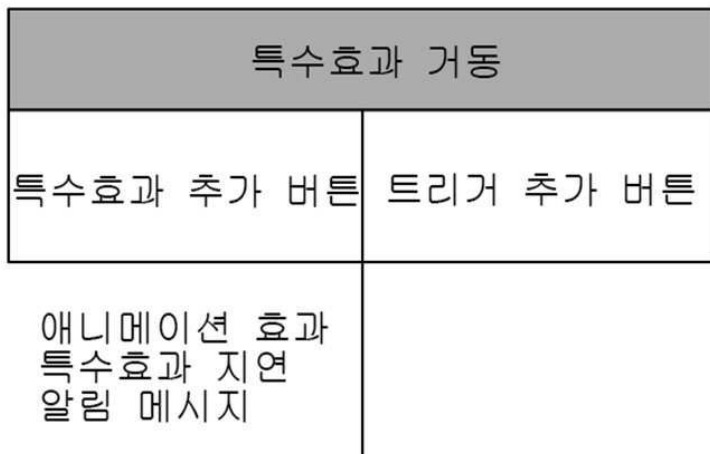 특수효과 거동
특수효과 추가 버튼
트리거 추가 버튼
애니메이션 효과
특수효과 지연
알림 메시지